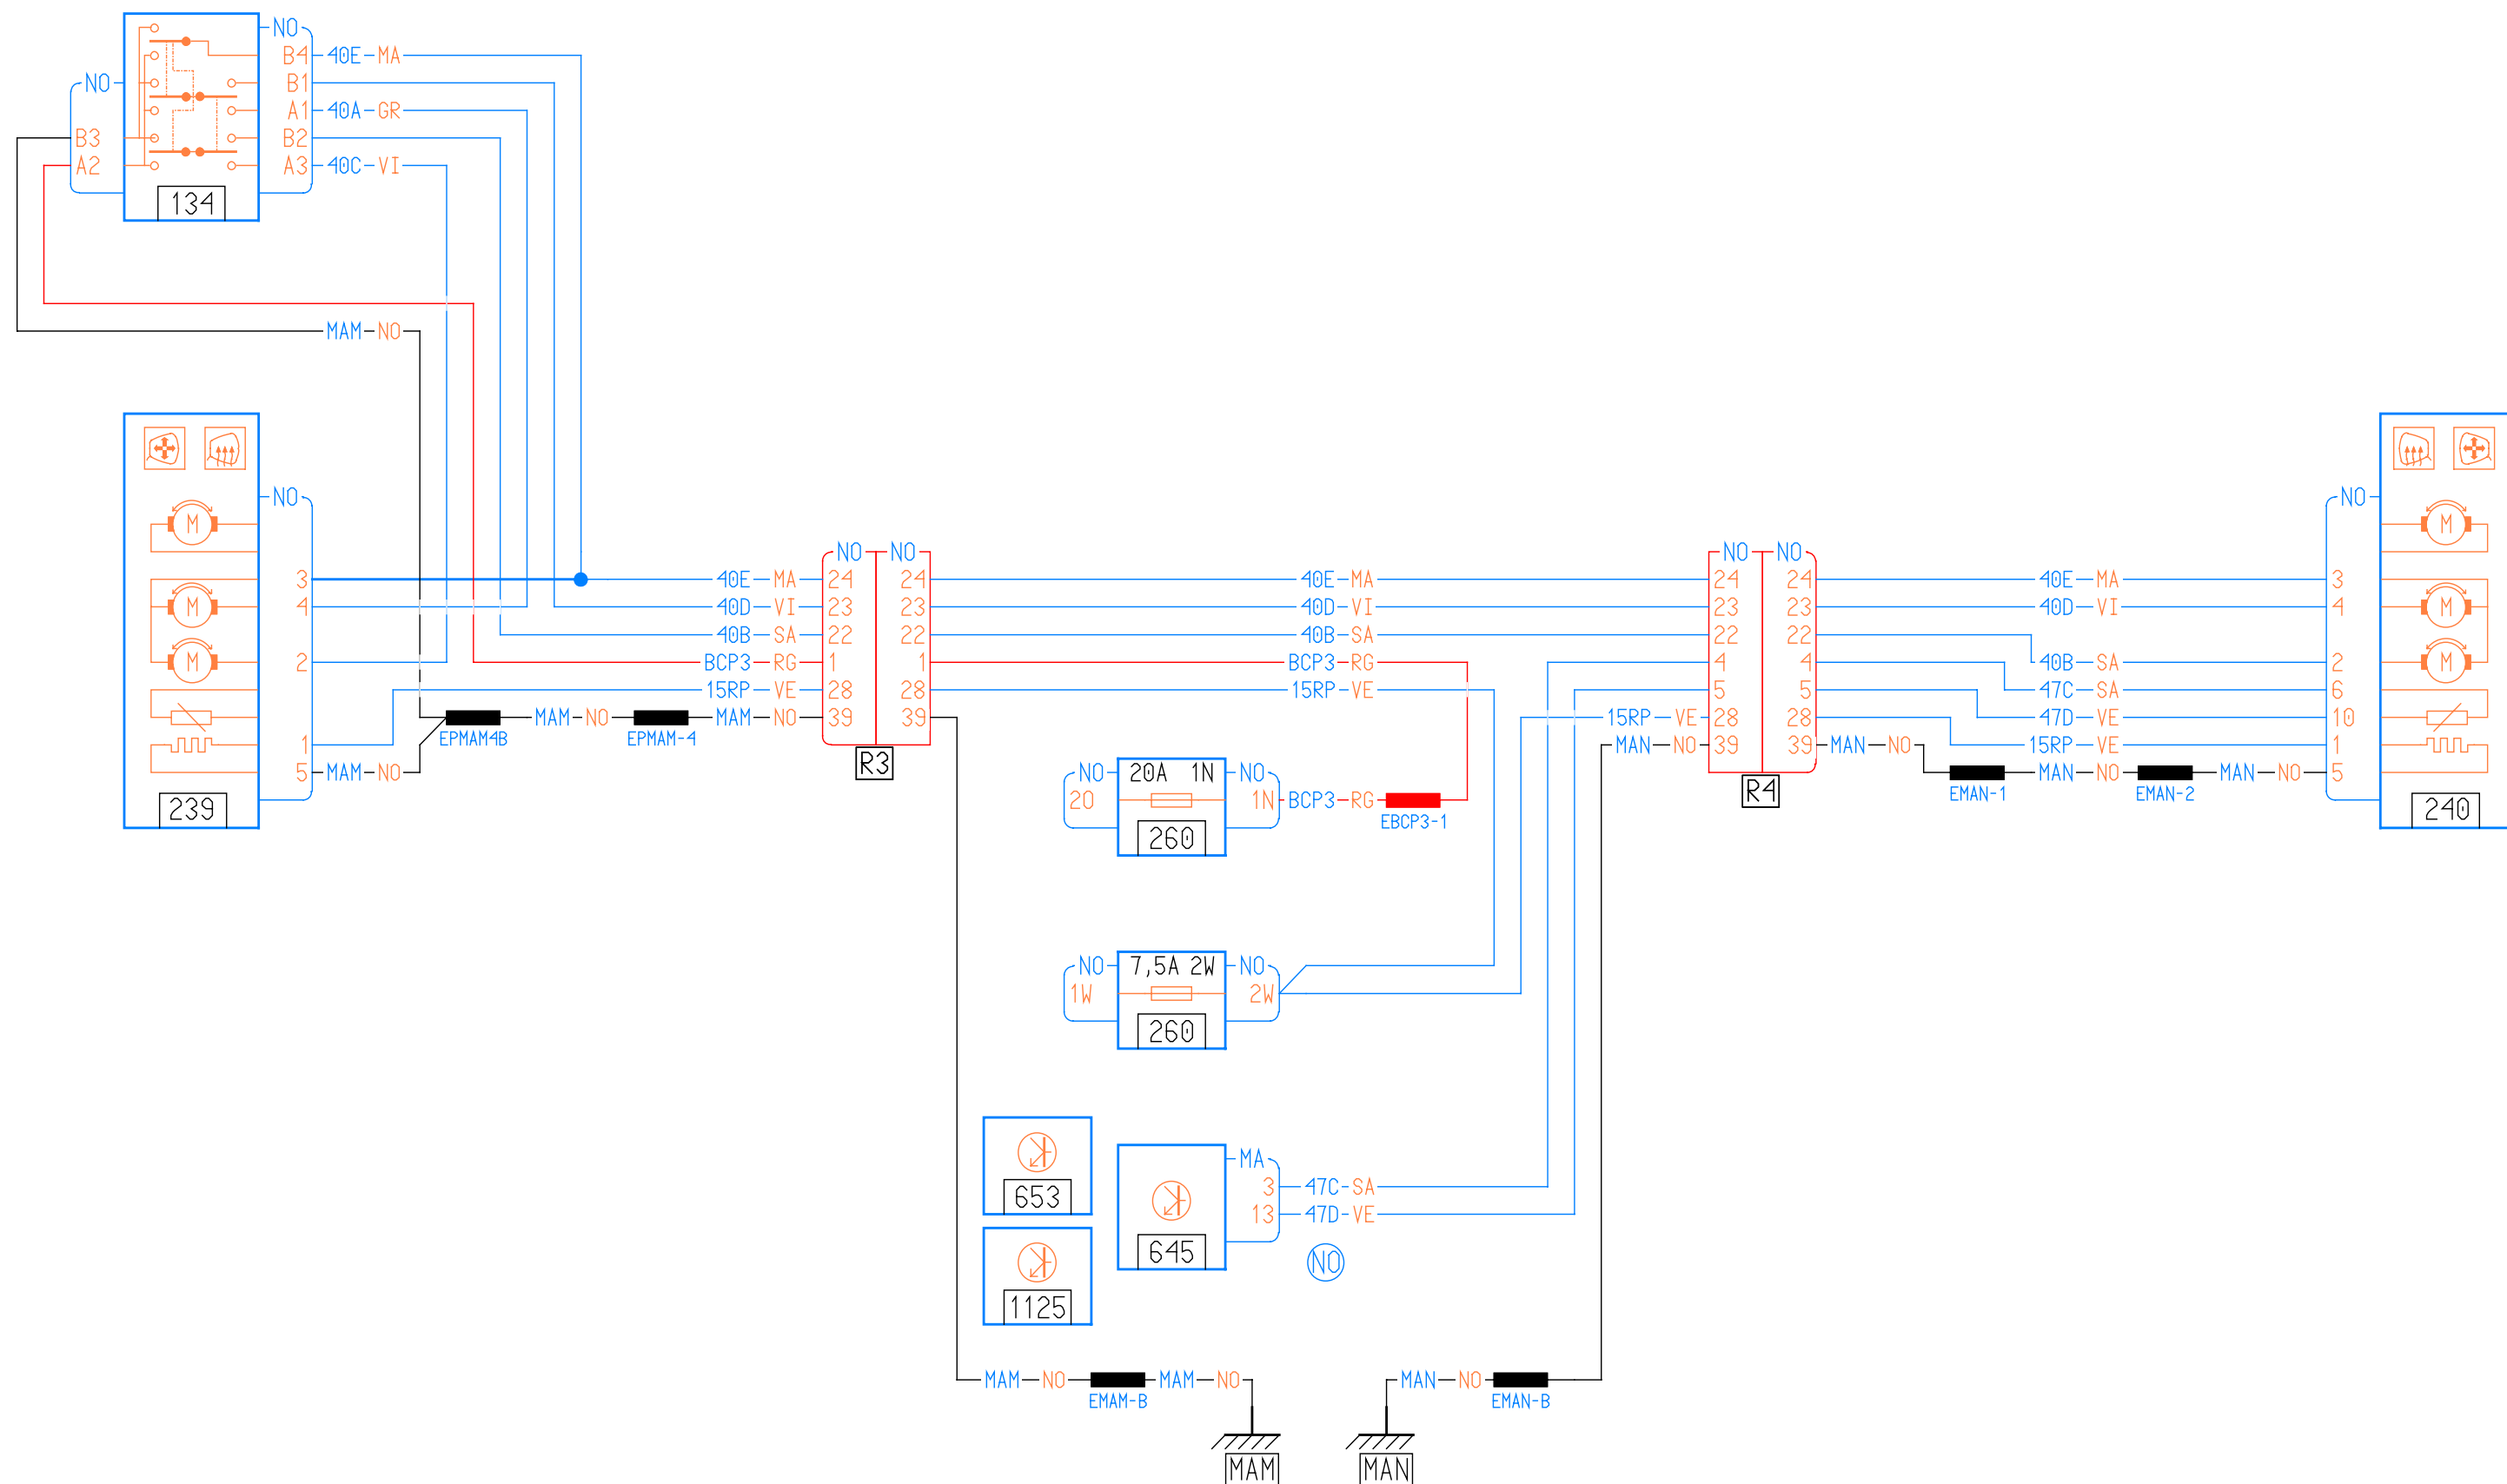 NO
B4 40E MA
NO B1
A1 40A GR
B3 B2
A2 A3 40C VI
134
MAM NO
M NO
3
M 4
M 2
1
5 MAM NO
239
EPMAM4B MAM NO EPMAM-4 MAM NO
NO NO
40E MA 24 24 40E MA
40D VI 23 23 40D VI
40B SA 22 22 40B SA
BCP3 RG 1 1 BCP3 RG
15RP VE 28 28 15RP VE
39 39
R3
NO 20A 1N NO
20 1N BCP3 RG
260 EBCP3-1
NO 7,5A 2W NO
1W 2W
260
653
1125
MA
3 47C SA
13 47D VE
645
NO
NO NO
24 24 40E MA 3
23 23 40D VI 4
22 22 40B SA 2
4 4 47C SA 6
5 5 47D VE 10
15RP VE 28 28 15RP VE 1
MAN NO 39 39 MAN NO
EMAN-1 MAN NO EMAN-2 MAN NO 5
R4
NO
M
M
M
240
MAM NO EMAM-B MAM NO
MAN NO EMAN-B
MAM MAN